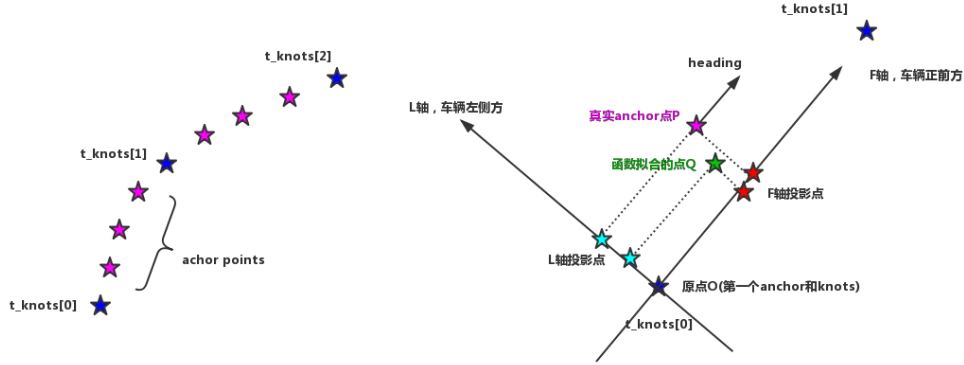 t_knots[2]
t_knots[1]
achor points
t_knots[0]
t_knots[1]
heading
F轴，车辆正前方
L轴，车辆左侧方
真实anchor点P
函数拟合的点Q
F轴投影点
L轴投影点
原点O(第一个anchor和knots)
t_knots[0]